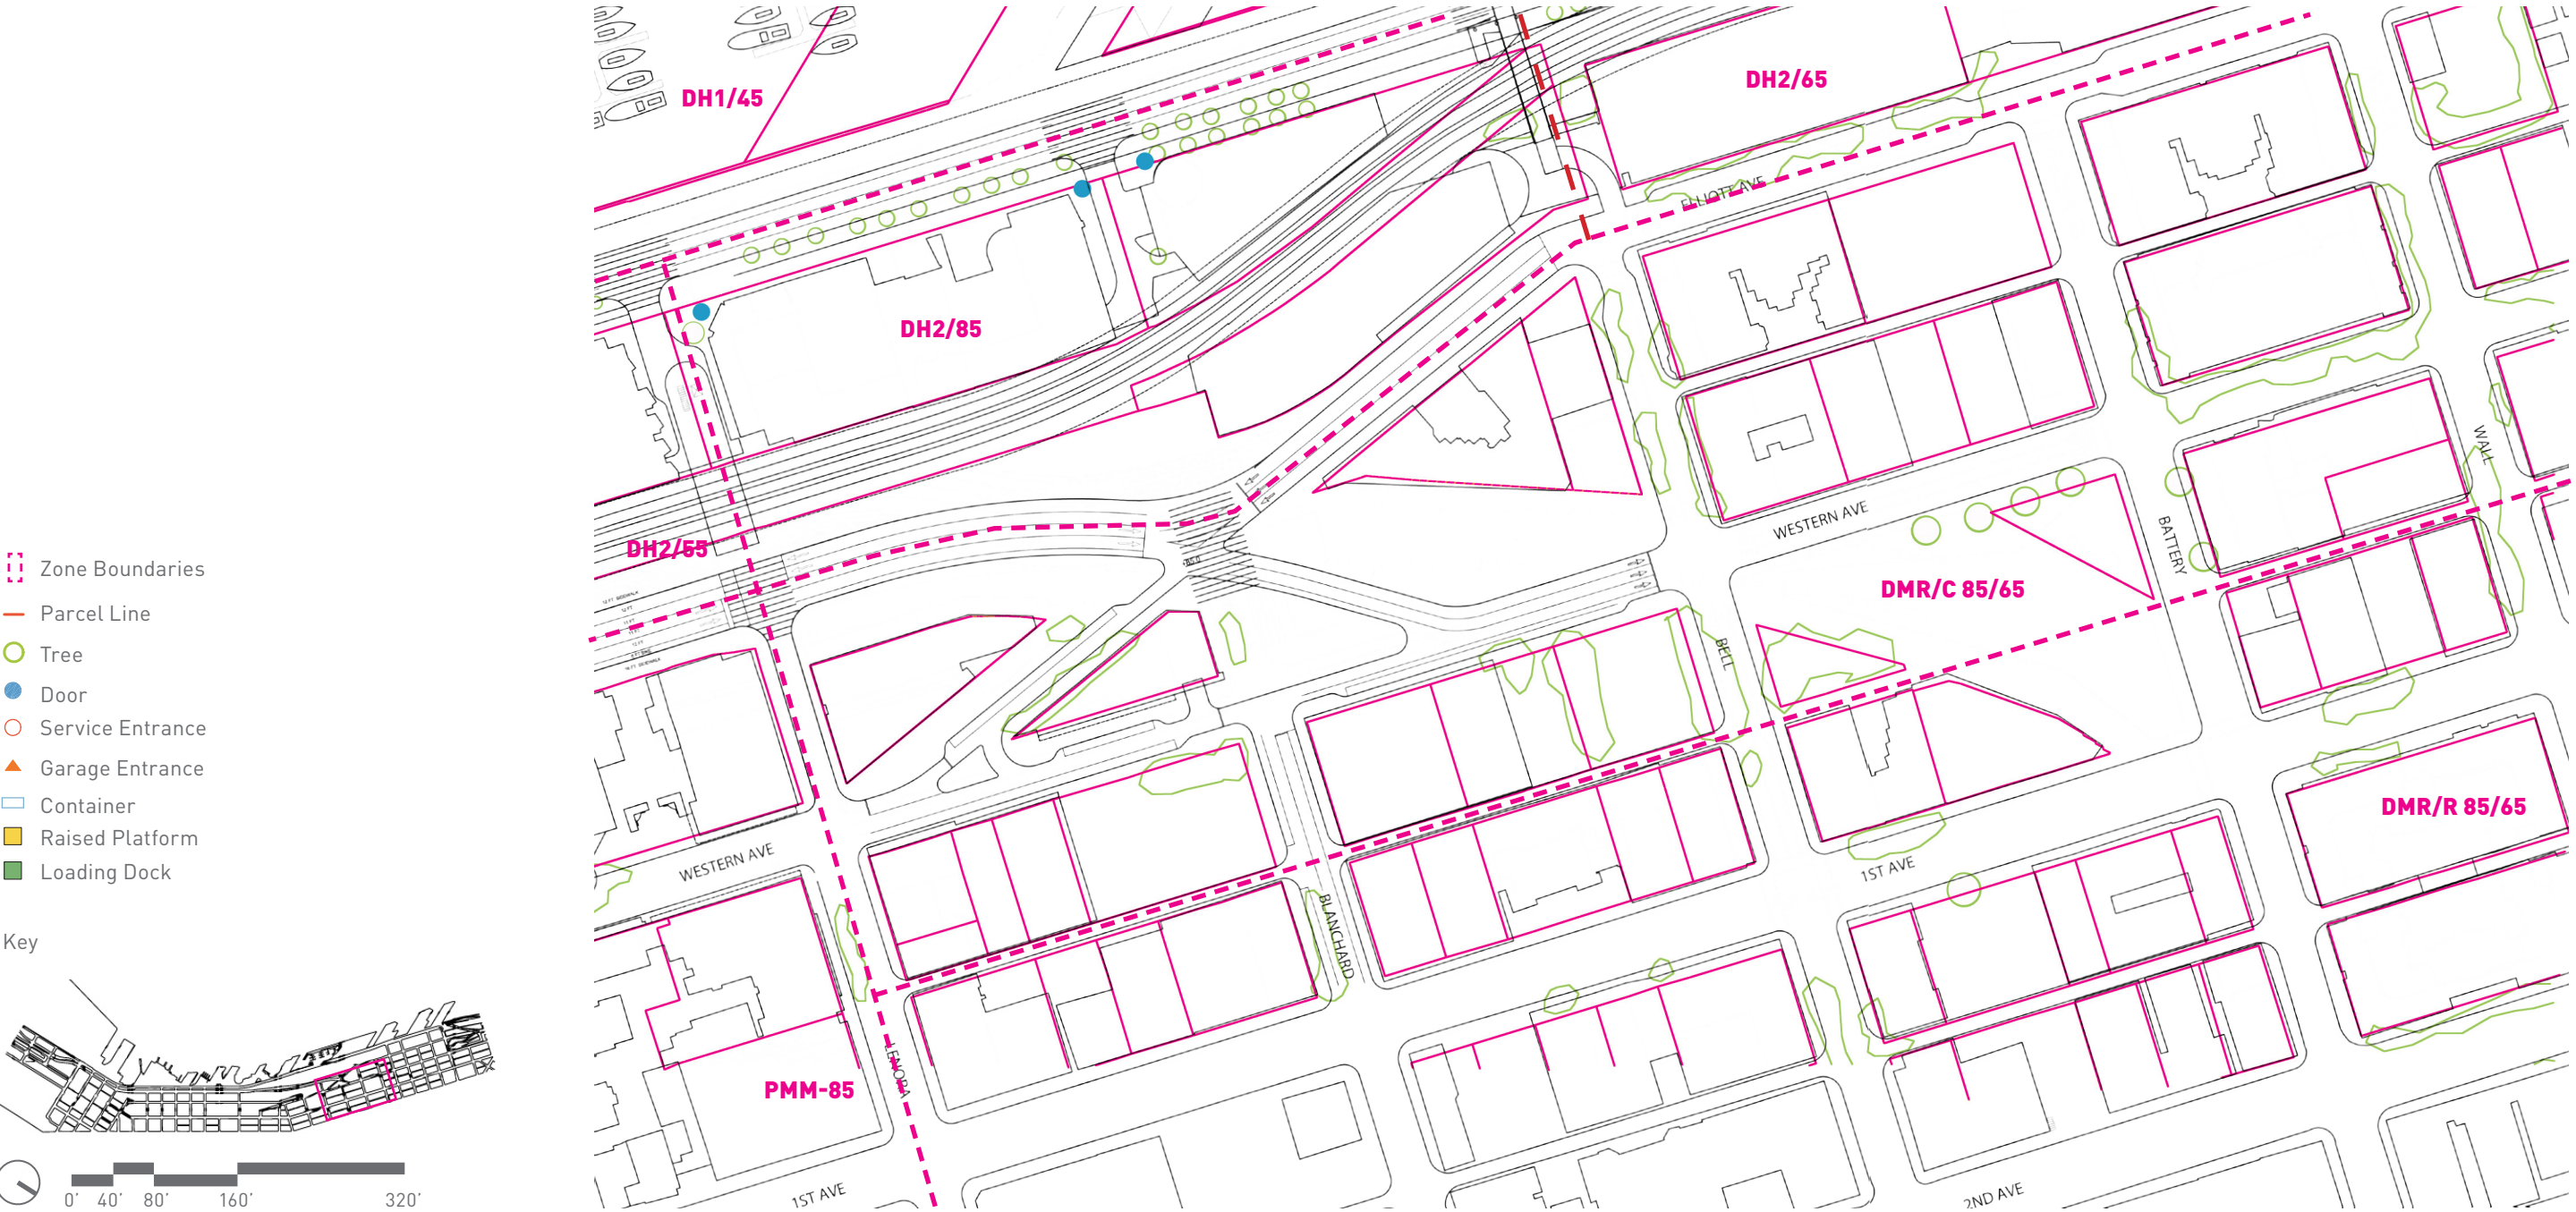 DH1/45
DH2/65
ELLIOTT AVE
DH2/85
WALL
WESTERN AVE
BATTERY
DH2/55
DMR/C 85/65
BELL
Zone Boundaries
Parcel Line
Tree
Door
Service Entrance
Garage Entrance
Container
Raised Platform
Loading Dock
DMR/R 85/65
WESTERN AVE
1ST AVE
BLANCHARD
Key
LENORA
PMM-85
1ST AVE
2ND AVE
0' 40' 80' 160' 320'